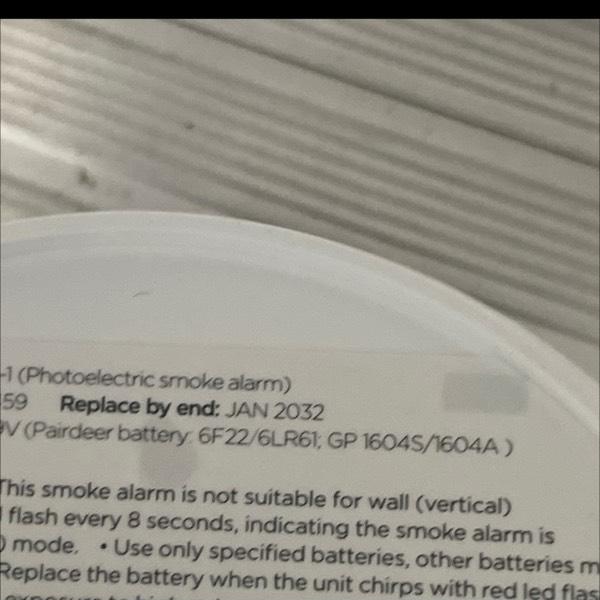 -1 (Photoelectric smoke alarm)
59 Replace by end: JAN 2032
9V (Pairdeer battery: 6F22/6LR61; GP 1604S/1604A )
This smoke alarm is not suitable for wall (vertical)
flash every 8 seconds, indicating the smoke alarm is
) mode. • Use only specified batteries, other batteries m
Replace the battery when the unit chirps with red led flas